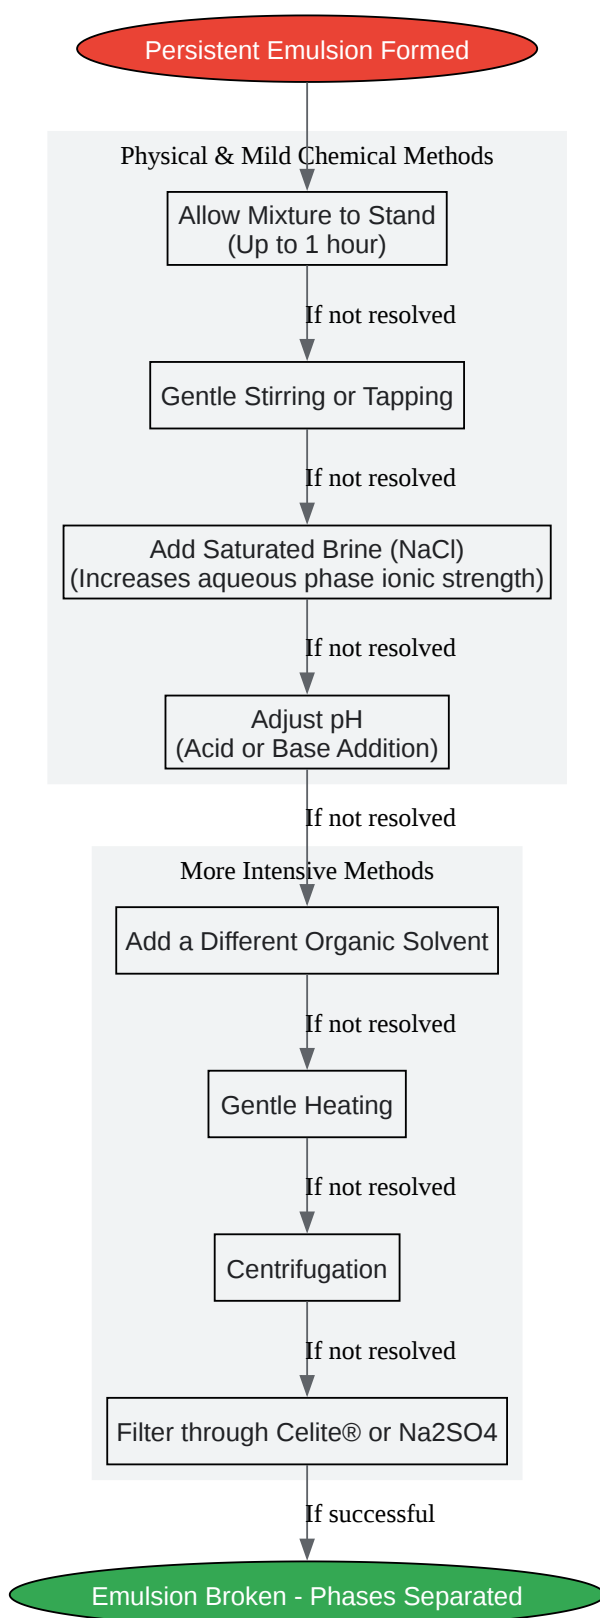 Persistent Emulsion Formed
Physical & Mild Chemical Methods
Allow Mixture to Stand
(Up to 1 hour)
If not resolved
Gentle Stirring or Tapping
If not resolved
Add Saturated Brine (NaCl)
(Increases aqueous phase ionic strength)
If not resolved
Adjust pH
(Acid or Base Addition)
If not resolved
More Intensive Methods
Add a Different Organic Solvent
If not resolved
Gentle Heating
If not resolved
Centrifugation
If not resolved
Filter through Celite® or Na2SO4
If successful
Emulsion Broken - Phases Separated